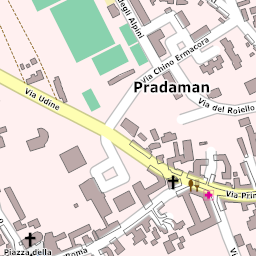 degli Alpini
Via Chino Ermacora
Pradaman
Via Udine
Via del Roiello
Via Prin
Roma
Piazza della